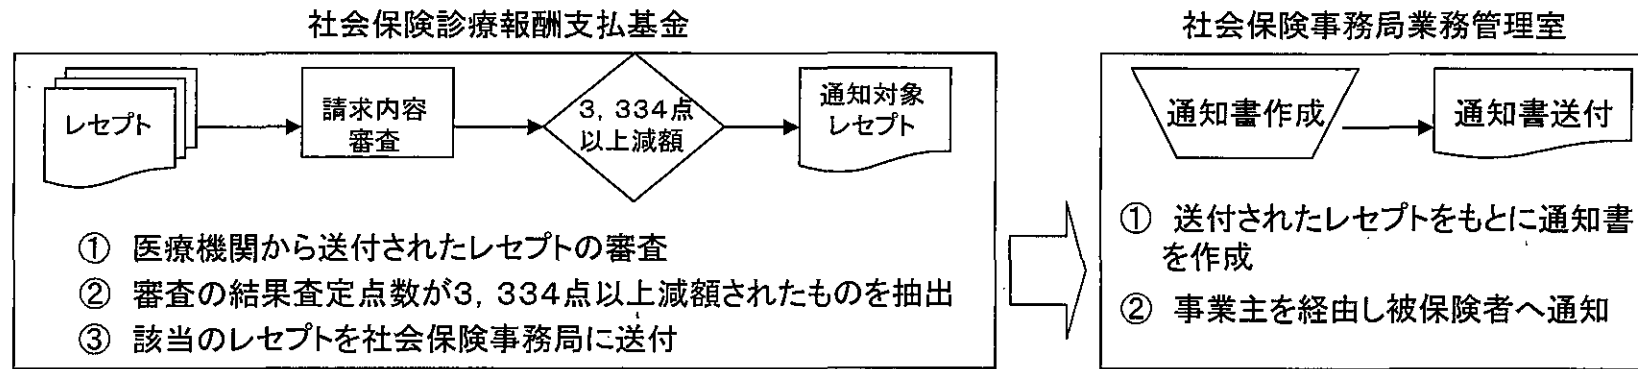 社会保険診療報酬支払基金
レセプト
請求内容
審査
3，334点
以上減額
通知対象
レセプト
① 医療機関から送付されたレセプトの審査
② 審査の結果査定点数が3，334点以上減額されたものを抽出
③ 該当のレセプトを社会保険事務局に送付
社会保険事務局業務管理室
通知書作成
通知書送付
① 送付されたレセプトをもとに通知書
を作成
② 事業主を経由し被保険者へ通知